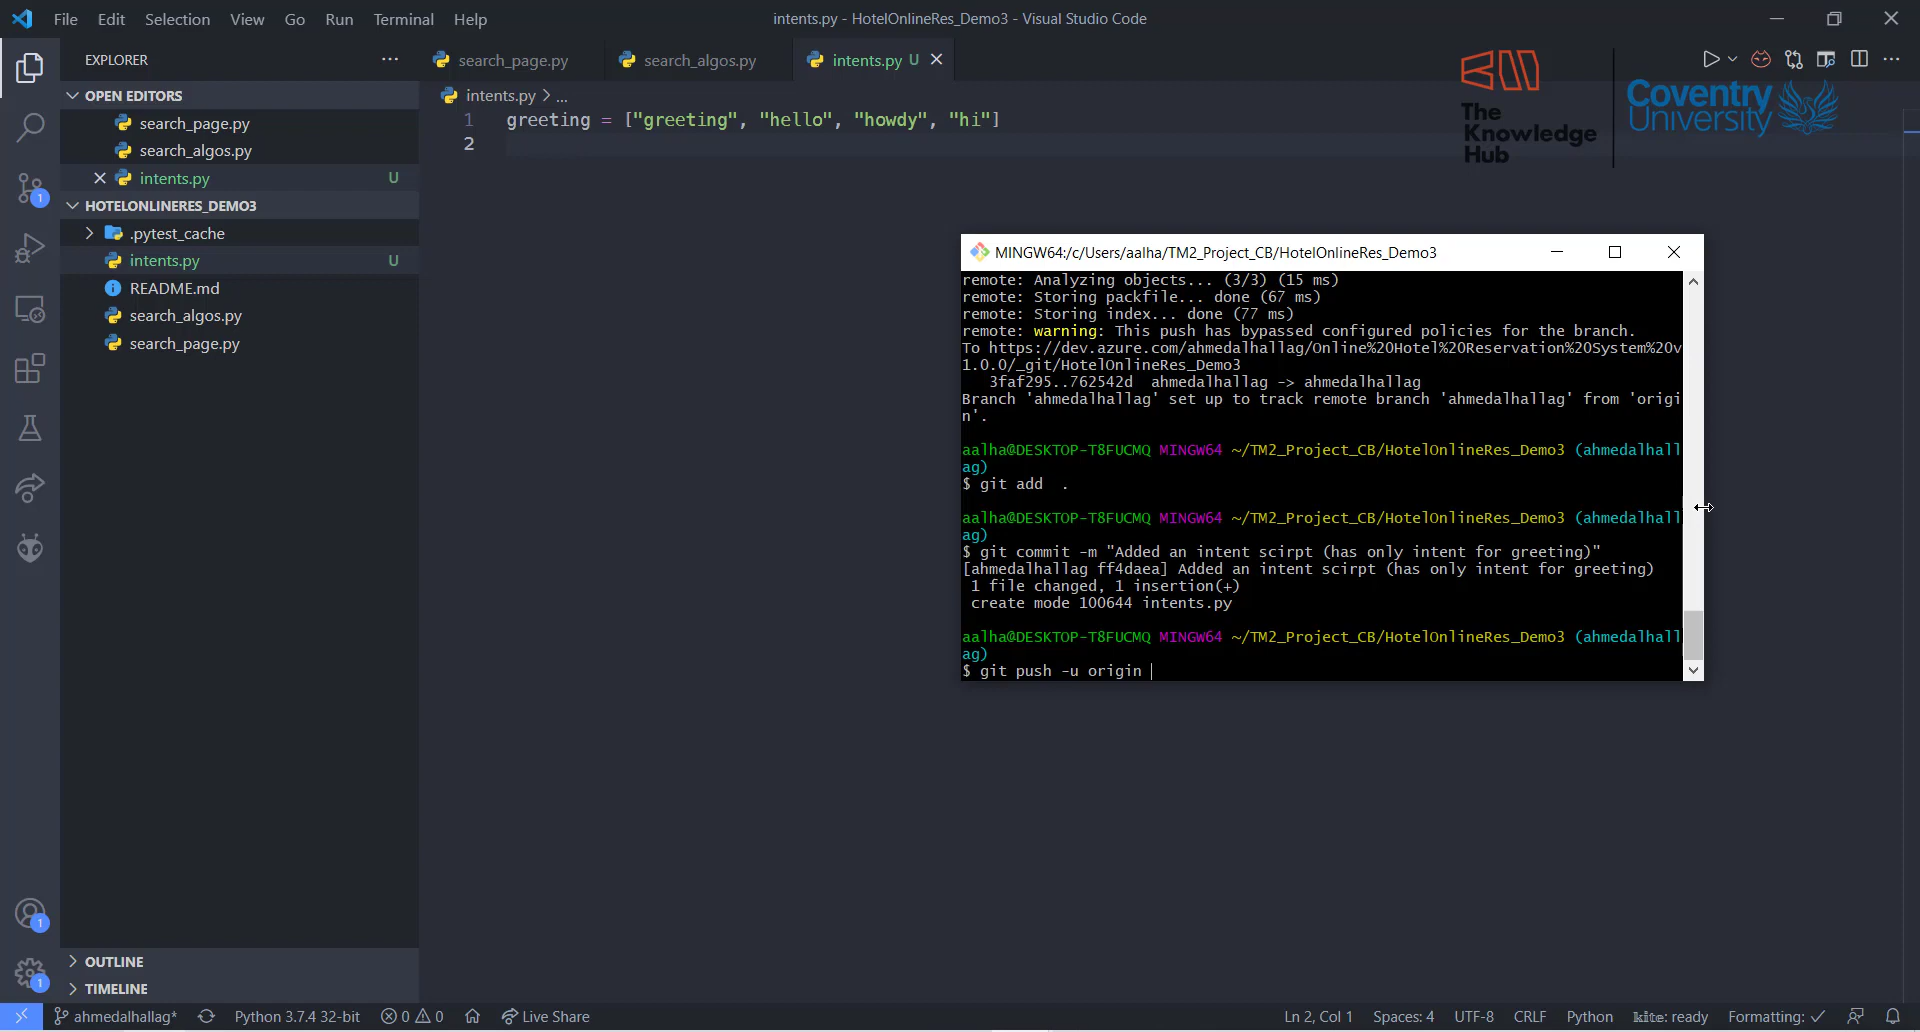 File Edit Selection View Go Run Terminal Help
intents.py - HotelOnlineRes_Demo3 - Visual Studio Code
EXPLORER
search_page.py
search_algos.py
intents.py U
OPEN EDITORS
search_page.py
search_algos.py
intents.py U
HOTELONLINERES_DEMO3
.pytest_cache
intents.py U
README.md
search_algos.py
search_page.py
intents.py > ...
1 greeting = ["greeting", "hello", "howdy", "hi"]
2
The
Knowledge
Hub
Coventry
University
MINGW64:/c/Users/aalha/TM2_Project_CB/HotelOnlineRes_Demo3
remote: Analyzing objects... (3/3) (15 ms)
remote: Storing packfile... done (67 ms)
remote: Storing index... done (77 ms)
remote: warning: This push has bypassed configured policies for the branch.
To https://dev.azure.com/ahmedalhallag/Online%20Hotel%20Reservation%20System%20v
1.0.0/_git/HotelOnlineRes_Demo3
3faf295..762542d ahmedalhallag -> ahmedalhallag
Branch 'ahmedalhallag' set up to track remote branch 'ahmedalhallag' from 'origi
n'.
aalha@DESKTOP-T8FUCMQ MINGW64 ~/TM2_Project_CB/HotelOnlineRes_Demo3 (ahmedalhall
ag)
$ git add .
aalha@DESKTOP-T8FUCMQ MINGW64 ~/TM2_Project_CB/HotelOnlineRes_Demo3 (ahmedalhall
ag)
$ git commit -m "Added an intent scirpt (has only intent for greeting)"
[ahmedalhallag ff4daea] Added an intent scirpt (has only intent for greeting)
1 file changed, 1 insertion(+)
create mode 100644 intents.py
aalha@DESKTOP-T8FUCMQ MINGW64 ~/TM2_Project_CB/HotelOnlineRes_Demo3 (ahmedalhall
ag)
$ git push -u origin
1
1
1
OUTLINE
TIMELINE
ahmedalhallag* Python 3.7.4 32-bit 0 0 Live Share
Ln 2, Col 1 Spaces: 4 UTF-8 CRLF Python kite: ready Formatting: ✓